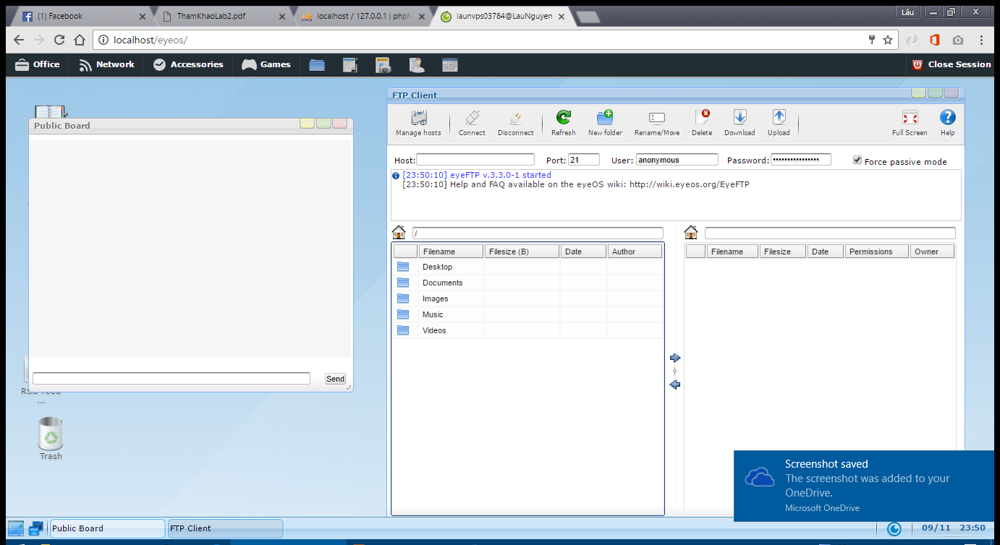 (1) Facebook
ThamKhaoLab2.pdf
localhost / 127.0.0.1 | phpM
launvps03784@LauNguyen
Lâu
localhost/eyeos/
Office Network Accessories Games Close Session
FTP Client
Manage hosts Connect Disconnect Refresh New folder Rename/Move Delete Download Upload Full Screen Help
Host: Port: 21 User: anonymous Password: •••••••••••••••  Force passive mode
[23:50:10] eyeFTP v.3.3.0-1 started
[23:50:10] Help and FAQ available on the eyeOS wiki: http://wiki.eyeos.org/EyeFTP
/
Filename Filesize (B) Date Author
Desktop
Documents
Images
Music
Videos
Filename Filesize Date Permissions Owner
Public Board
Send
RSS Feed
...
Trash
Screenshot saved
The screenshot was added to your
OneDrive.
Microsoft OneDrive
Public Board FTP Client 09/11 23:50